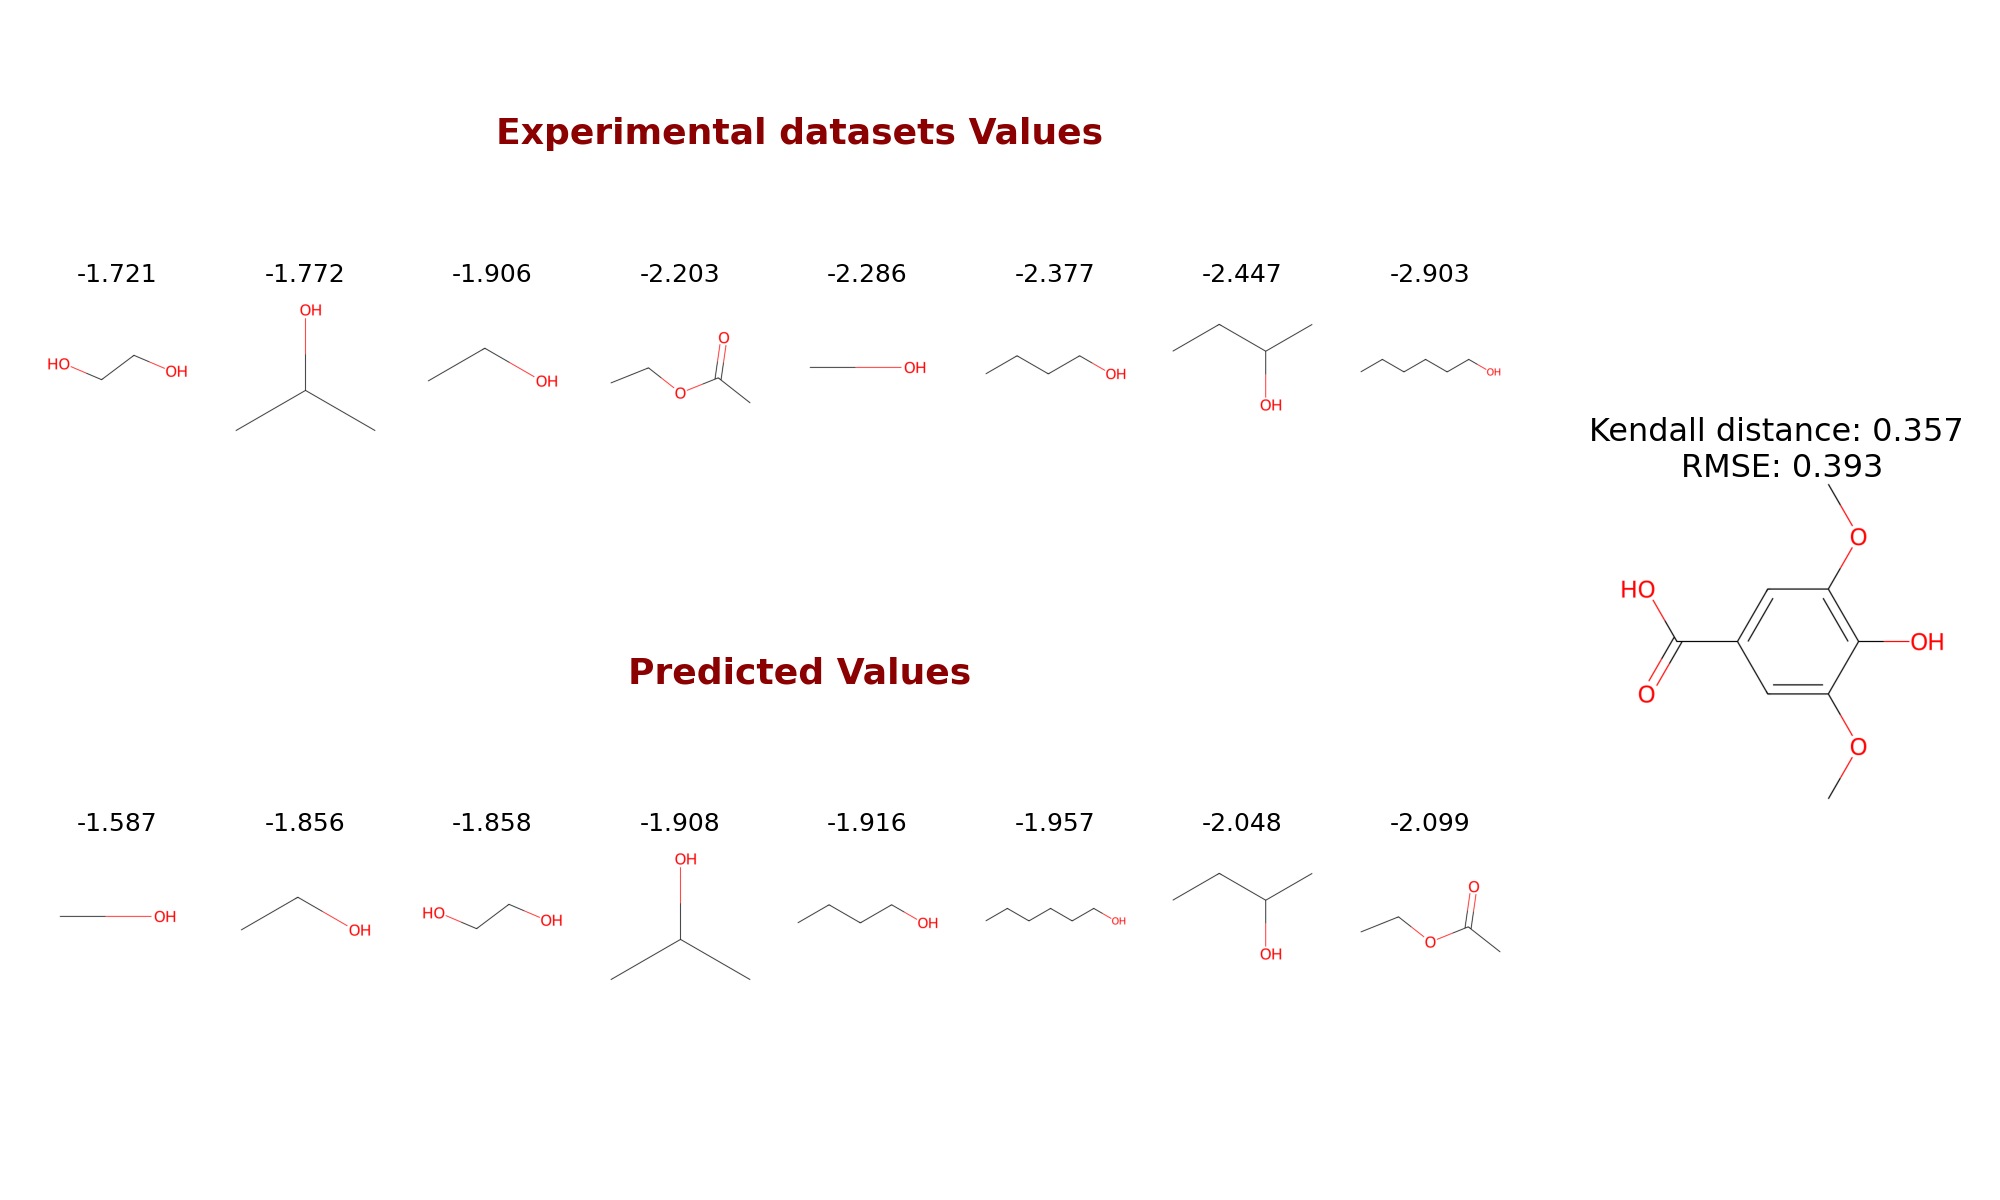 Experimental datasets Values
-1.721 -1.772 -1.906 -2.203 -2.286 -2.377 -2.447 -2.903
OH
O
HO OH
OH
O
OH
OH
OH
OH
Kendall distance: 0.357
RMSE: 0.393
O
HO
OH
O
O
Predicted Values
-1.587 -1.856 -1.858 -1.908 -1.916 -1.957 -2.048 -2.099
OH
O
OH
OH
HO OH
OH
OH
OH
O